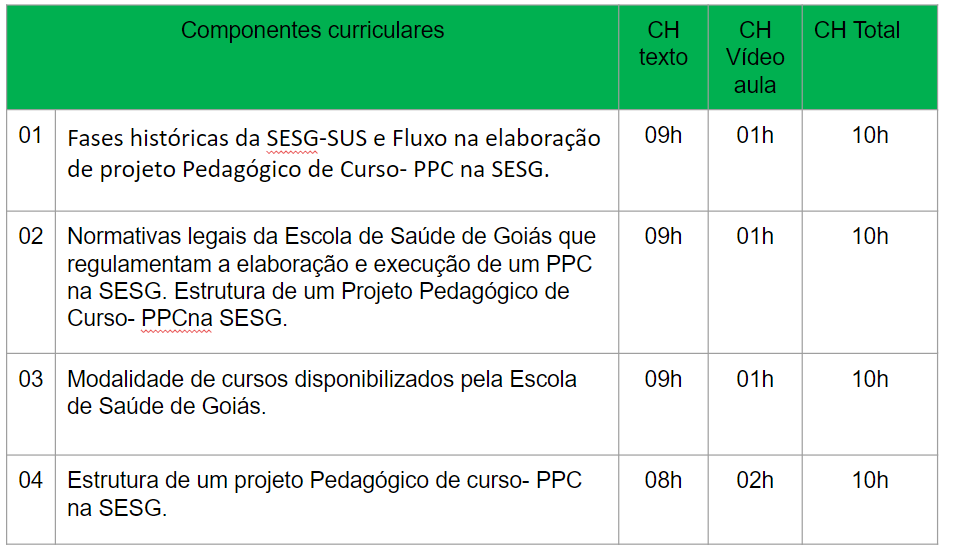 Componentes curriculares
CH
texto
CH
Vídeo
aula
CH Total
01
Fases históricas da SESG-SUS e Fluxo na elaboração
de projeto Pedagógico de Curso- PPC na SESG.
09h
01h
10h
02
Normativas legais da Escola de Saúde de Goiás que
regulamentam a elaboração e execução de um PPC
na SESG. Estrutura de um Projeto Pedagógico de
Curso- PPCna SESG.
09h
01h
10h
03
Modalidade de cursos disponibilizados pela Escola
de Saúde de Goiás.
09h
01h
10h
04
Estrutura de um projeto Pedagógico de curso- PPC
na SESG.
08h
02h
10h